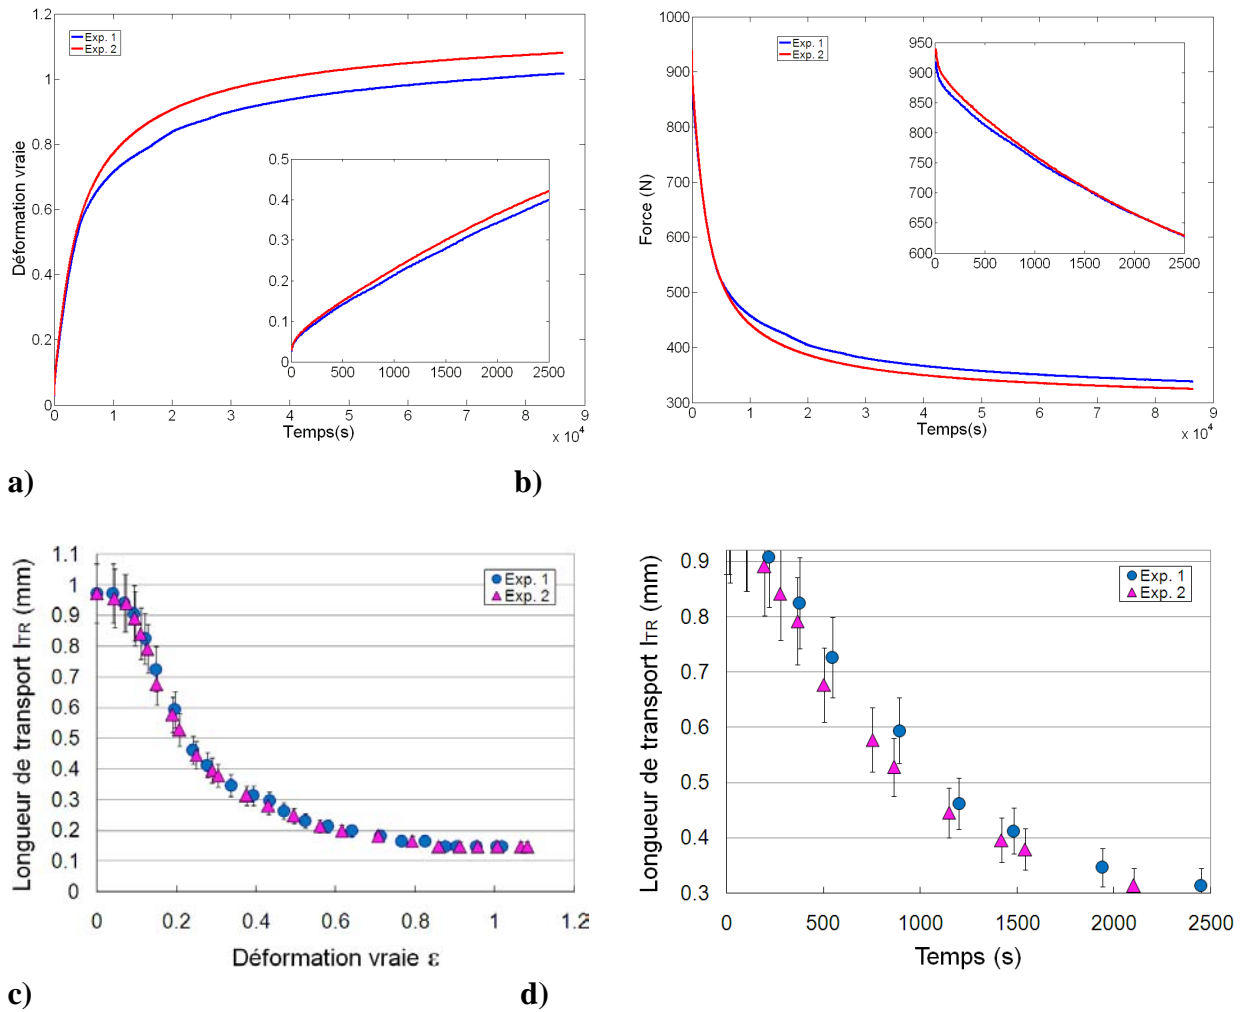 1.2
1
0.8
0.6
0.4
0.2
0
Déformation vraie
Exp. 1
Exp. 2
0.5
0.4
0.3
0.2
0.1
0
0 500 1000 1500 2000 2500
0 1 2 3 4 5 6 7 8 9
Temps(s)
x 10⁴
a)
1000
900
800
700
600
500
400
300
Force (N)
Exp. 1
Exp. 2
950
900
850
800
750
700
650
600
0 500 1000 1500 2000 2500
0 1 2 3 4 5 6 7 8 9
Temps(s)
x 10⁴
b)
1.1
1
0.9
0.8
0.7
0.6
0.5
0.4
0.3
0.2
0.1
0
Longueur de transport lTR (mm)
Exp. 1
Exp. 2
0 0.2 0.4 0.6 0.8 1 1.2
Déformation vraie ε
c)
0.9
0.8
0.7
0.6
0.5
0.4
0.3
Longueur de transport lTR (mm)
Exp. 1
Exp. 2
0 500 1000 1500 2000 2500
Temps (s)
d)